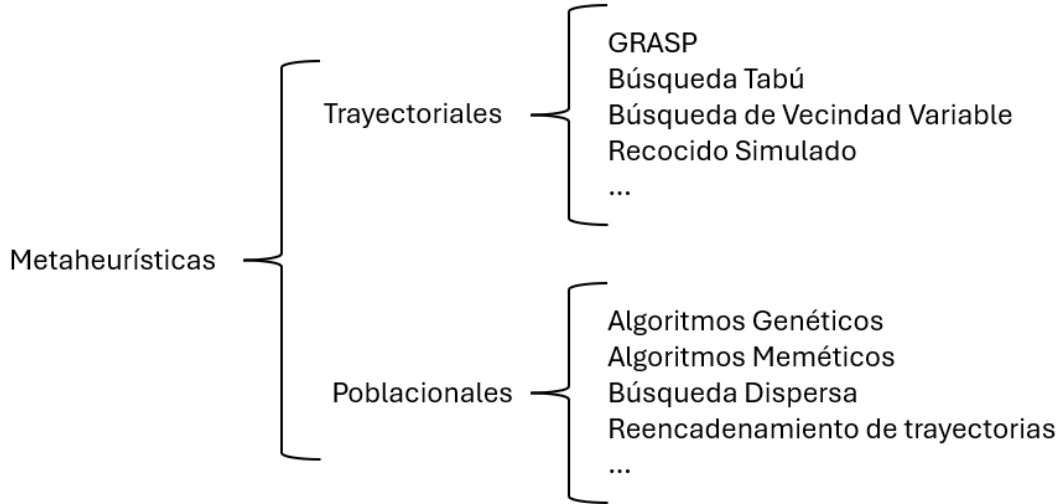 Metaheurísticas
Trayectoriales
GRASP
Búsqueda Tabú
Búsqueda de Vecindad Variable
Recocido Simulado
...
Poblacionales
Algoritmos Genéticos
Algoritmos Meméticos
Búsqueda Dispersa
Reencadenamiento de trayectorias
...